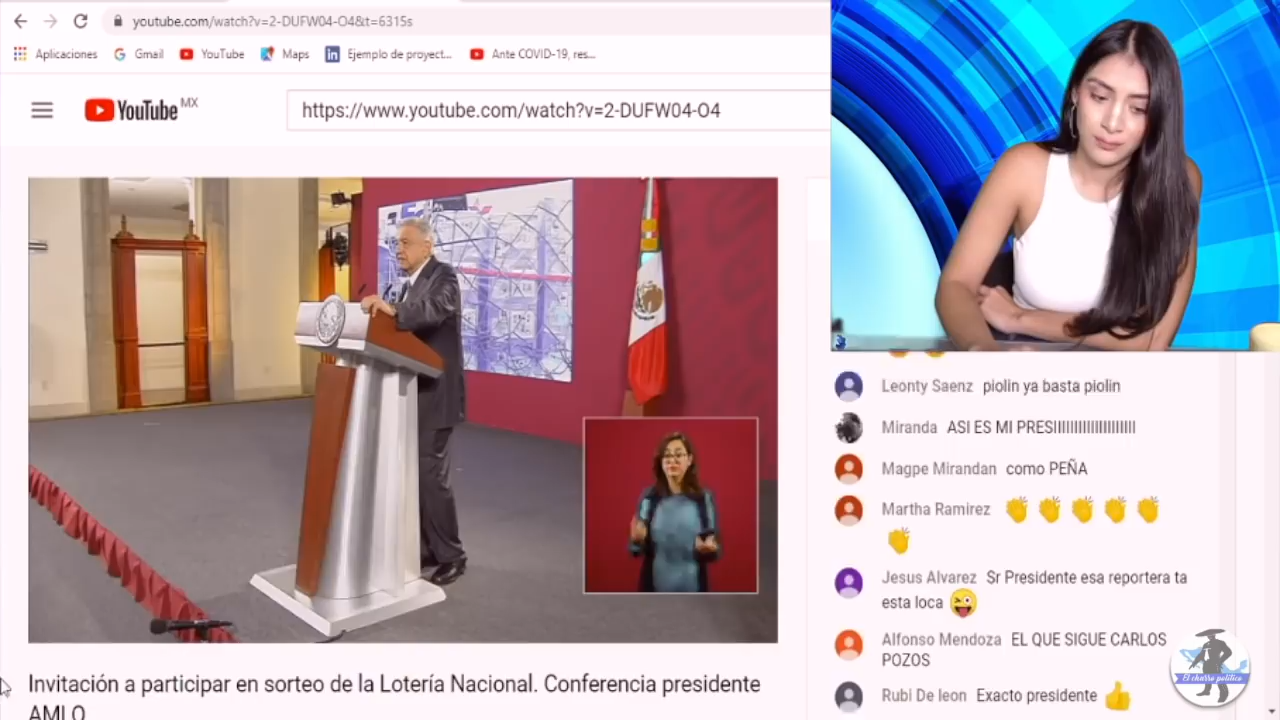 youtube.com/watch?v=2-DUFW04-O4&t=6315s
Aplicaciones Gmail YouTube Maps Ejemplo de proyect... Ante COVID-19, res...
YouTube MX
https://www.youtube.com/watch?v=2-DUFW04-O4
Leonty Saenz piolin ya basta piolin
Miranda ASI ES MI PRESIIIIIIIIIIIIIIIIIIII
Magpe Mirandan como PEÑA
Martha Ramirez 👏 👏 👏 👏 👏
👏
Jesus Alvarez Sr Presidente esa reportera ta
esta loca 😜
Alfonso Mendoza EL QUE SIGUE CARLOS
POZOS
Rubi De leon Exacto presidente 👍
El charro político
Invitación a participar en sorteo de la Lotería Nacional. Conferencia presidente
AMLO